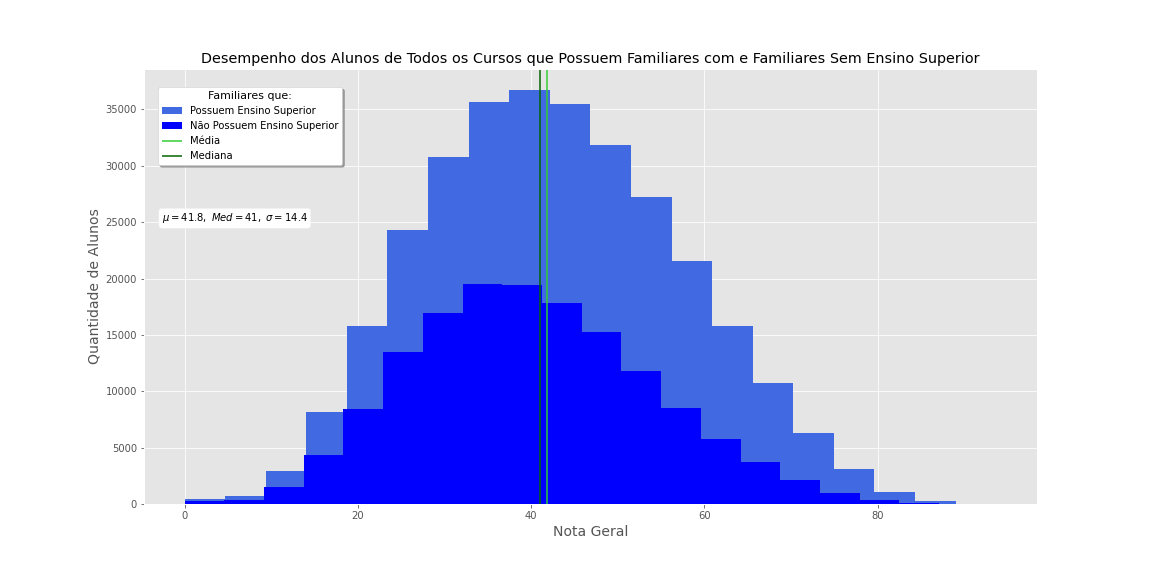 Desempenho dos Alunos de Todos os Cursos que Possuem Familiares com e Familiares Sem Ensino Superior
Familiares que:
Possuem Ensino Superior
Não Possuem Ensino Superior
Média
Mediana
μ = 41.8, Med = 41, σ = 14.4
Quantidade de Alunos
35000
30000
25000
20000
15000
10000
5000
0
0 20 40 60 80
Nota Geral